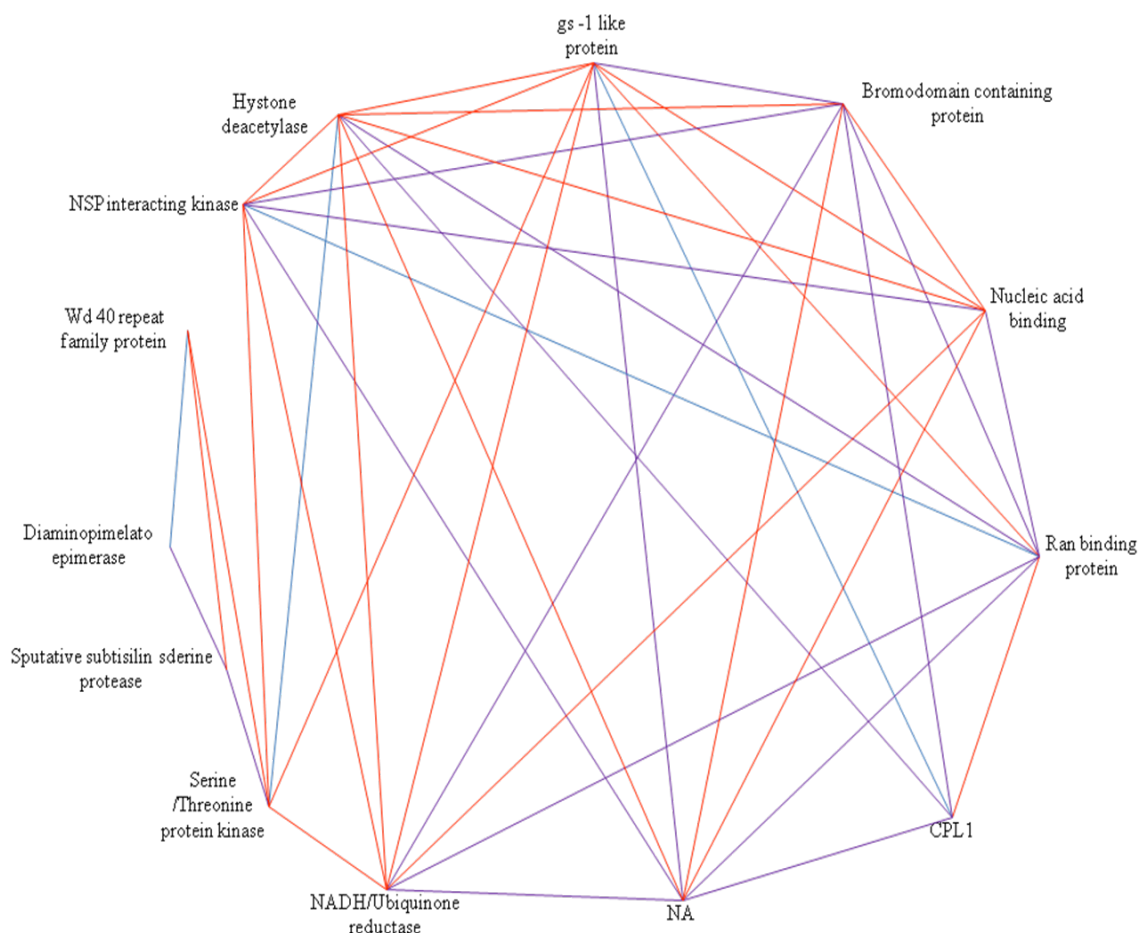 gs -1 like
protein
Hystone
deacetylase
Bromodomain containing
protein
NSP interacting kinase
Nucleic acid
binding
Wd 40 repeat
family protein
Diaminopimelato
epimerase
Ran binding
protein
Sputative subtisilin sderine
protease
Serine
/Threonine
protein kinase
CPL1
NADH/Ubiquinone
reductase
NA